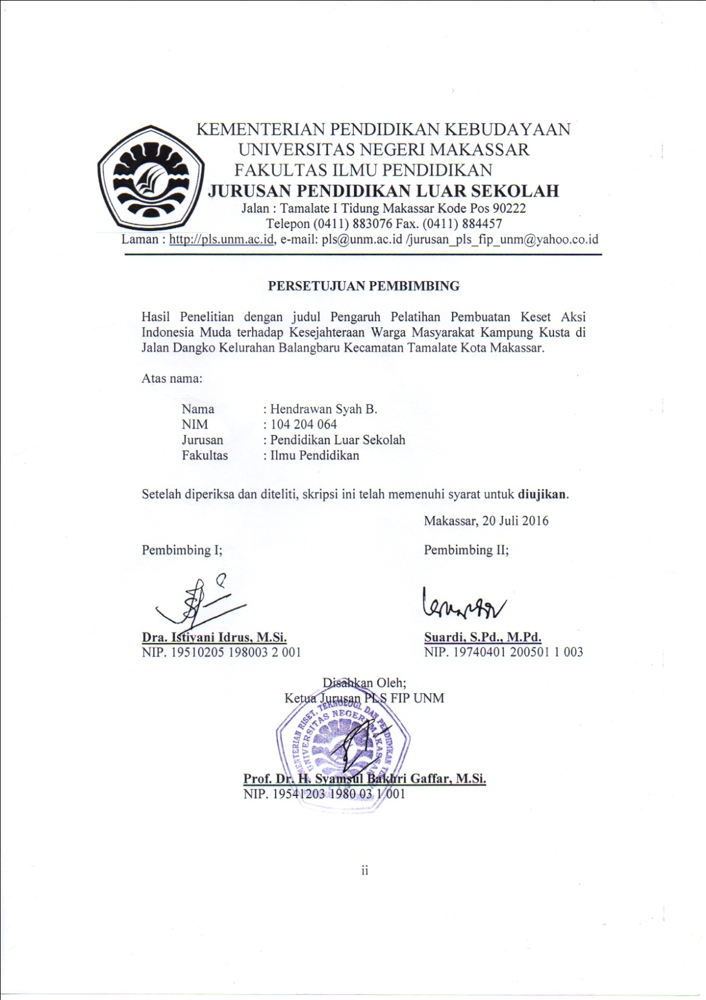 KEMENTERIAN PENDIDIKAN KEBUDAYAAN
UNIVERSITAS NEGERI MAKASSAR
FAKULTAS ILMU PENDIDIKAN
JURUSAN PENDIDIKAN LUAR SEKOLAH
Jalan : Tamalate I Tidung Makassar Kode Pos 90222
Telepon (0411) 883076 Fax. (0411) 884457
Laman : http://pls.unm.ac.id, e-mail: pls@unm.ac.id /jurusan_pls_fip_unm@yahoo.co.id
PERSETUJUAN PEMBIMBING
Hasil Penelitian dengan judul Pengaruh Pelatihan Pembuatan Keset Aksi
Indonesia Muda terhadap Kesejahteraan Warga Masyarakat Kampung Kusta di
Jalan Dangko Kelurahan Balangbaru Kecamatan Tamalate Kota Makassar.
Atas nama:
Nama : Hendrawan Syah B.
NIM : 104 204 064
Jurusan : Pendidikan Luar Sekolah
Fakultas : Ilmu Pendidikan
Setelah diperiksa dan diteliti, skripsi ini telah memenuhi syarat untuk diujikan.
Makassar, 20 Juli 2016
Pembimbing I; Pembimbing II;
Dra. Istiyani Idrus, M.Si. Suardi, S.Pd., M.Pd.
NIP. 19510205 198003 2 001 NIP. 19740401 200501 1 003
Disahkan Oleh;
Ketua Jurusan PLS FIP UNM
RISET, TEKNOLOGI, DAN PENDIDIKAN
UNIVERSITAS NEGERI MAKASSAR
Prof. Dr. H. Syamsul Bakhri Gaffar, M.Si.
NIP. 19541203 1980 03 1 001
ii